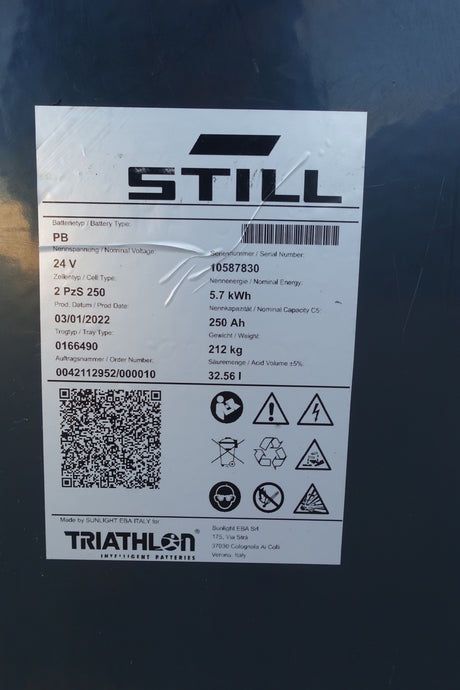 STILL
Batterietyp / Battery Type:
PB
Nennspannung / Nominal Voltage:
Seriennummer / Serial Number:
24 V
10587830
Zellentyp / Cell Type:
Nennenergie / Nominal Energy:
2 PzS 250
5.7 kWh
Prod. Datum / Prod Date:
Nennkapazität / Nominal Capacity C5:
03/01/2022
250 Ah
Trogtyp / Tray Type:
Gewicht / Weight:
0166490
212 kg
Auftragsnummer / Order Number:
Säuremenge / Acid Volume ±5%:
0042112952/000010
32.56 l
Made by SUNLIGHT EBA ITALY for
TRIATHLON®
INTELLIGENT BATTERIES
Sunlight EBA Srl
175, Via Strà
37030 Colognola Ai Colli
Verona, Italy